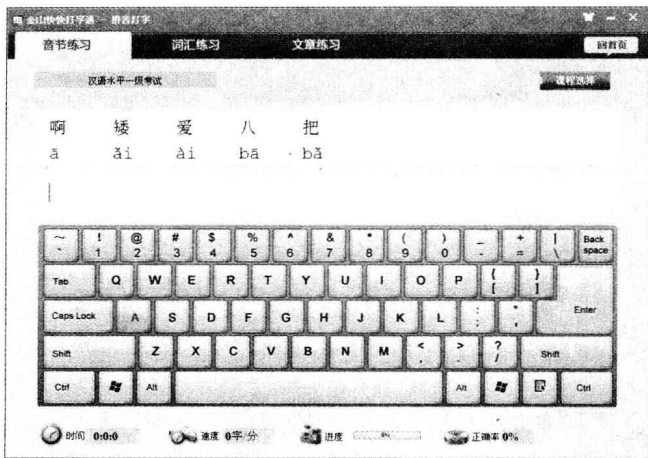 金山快快打字通 - 拼音打字
音节练习 词汇练习 文章练习 回首页
汉语水平一级考试 课程选择
啊 矮 爱 八 把
ā ǎi ài bā bǎ
~ ! @ # $ % ^ & * ( ) _ + | Back
` 1 2 3 4 5 6 7 8 9 0 - = \ space
Tab Q W E R T Y U I O P { [ } ]
Caps Lock A S D F G H J K L : ; " ' Enter
Shift Z X C V B N M < , > . ? / Shift
Ctrl Alt Alt Ctrl
时间 0:0:0 速度 0字/分 进度 0% 正确率 0%